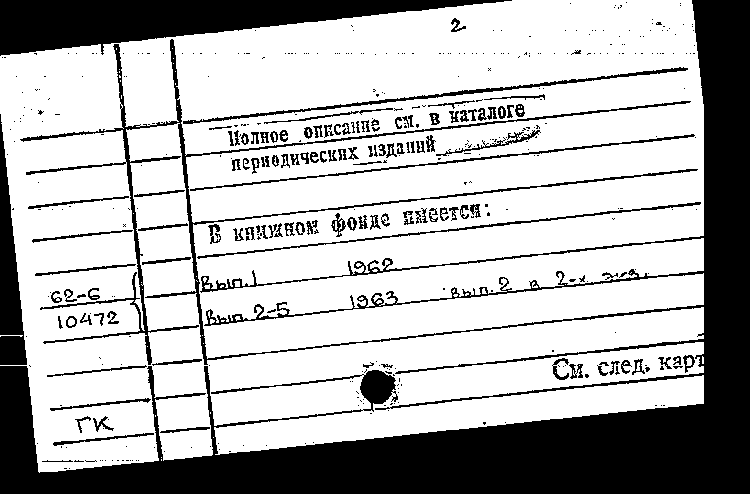 2
Полное описание см. в каталоге
периодических изданий
В книжном фонде имеется:
Вып. 1 1962
62-6
Вып. 2-5 1963 Вып. 2 в 2-х экз.
10472
См. след. карт
ГК